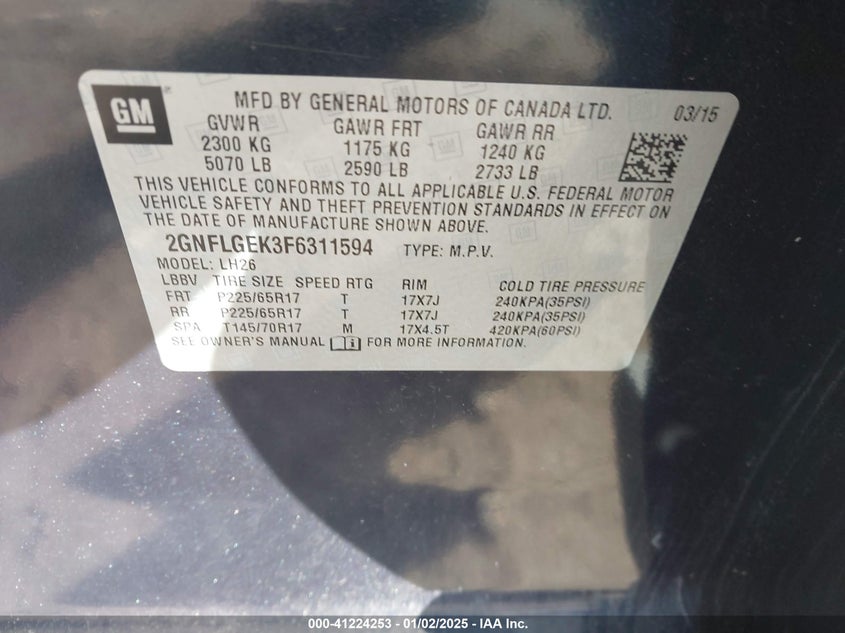 GM
MFD BY GENERAL MOTORS OF CANADA LTD. 03/15
GVWR GAWR FRT GAWR RR
2300 KG 1175 KG 1240 KG
5070 LB 2590 LB 2733 LB
THIS VEHICLE CONFORMS TO ALL APPLICABLE U.S. FEDERAL MOTOR
VEHICLE SAFETY AND THEFT PREVENTION STANDARDS IN EFFECT ON
THE DATE OF MANUFACTURE SHOWN ABOVE.
2GNFLGEK3F6311594 TYPE: M.P.V.
MODEL: LH26
LBBV TIRE SIZE SPEED RTG RIM COLD TIRE PRESSURE
FRT P225/65R17 T 17X7J 240KPA(35PSI)
RR P225/65R17 T 17X7J 240KPA(35PSI)
SPA T145/70R17 M 17X4.5T 420KPA(60PSI)
SEE OWNER'S MANUAL FOR MORE INFORMATION.
000-41224253 - 01/02/2025 - IAA Inc.